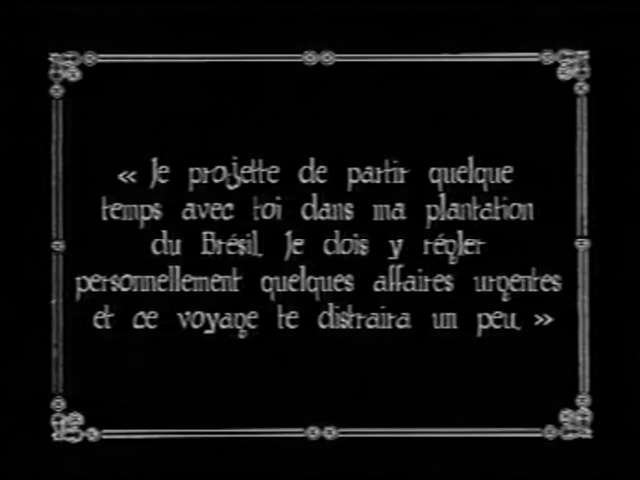 « Je projette de partir quelque
temps avec toi dans ma plantation
du Brésil. Je dois y régler
personnellement quelques affaires urgentes
et ce voyage te distraira un peu. »